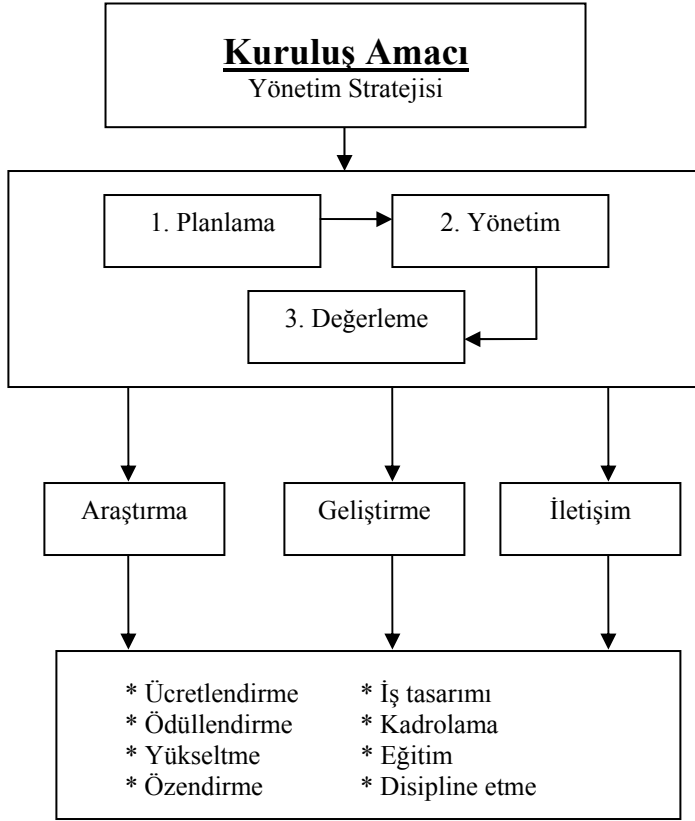 Kuruluş Amacı
Yönetim Stratejisi
1. Planlama
2. Yönetim
3. Değerleme
Araştırma
Geliştirme
İletişim
* Ücretlendirme
* Ödüllendirme
* Yükseltme
* Özendirme
* İş tasarımı
* Kadrolama
* Eğitim
* Disipline etme